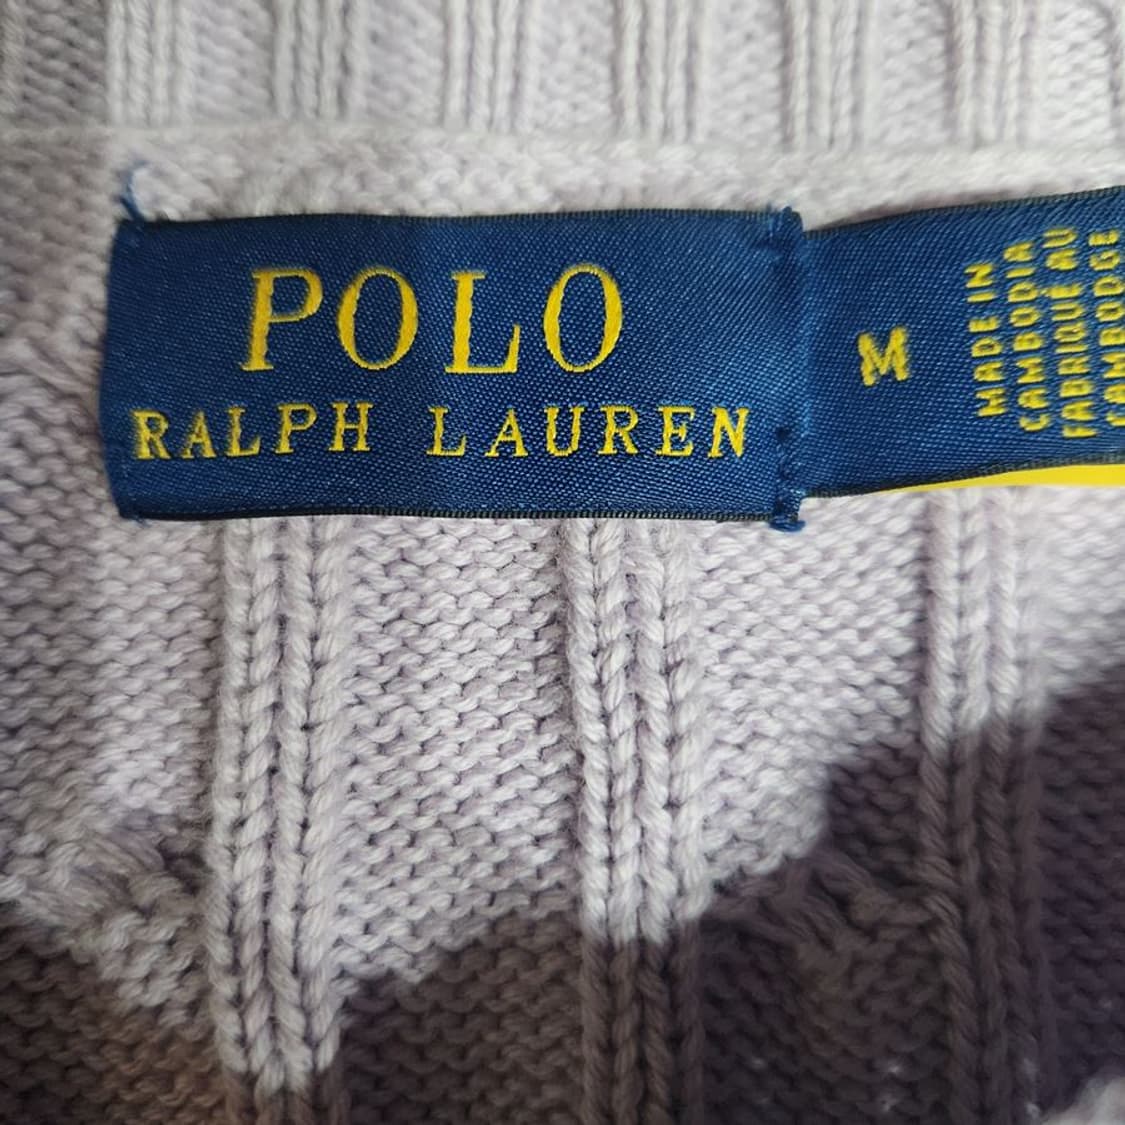 POLO
RALPH LAUREN
M
MADE IN
CAMBODIA
FABRIQUÉ AU
CAMBODGE